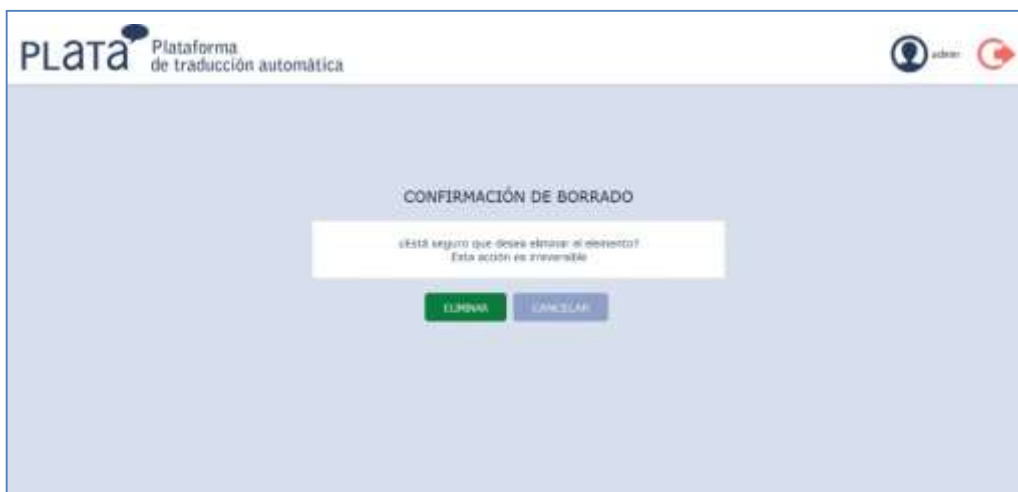 PLaTa
Plataforma
de traducción automática
admin
CONFIRMACIÓN DE BORRADO
¿Está seguro que desea eliminar el elemento?
Esta acción es irreversible
ELIMINAR
CANCELAR